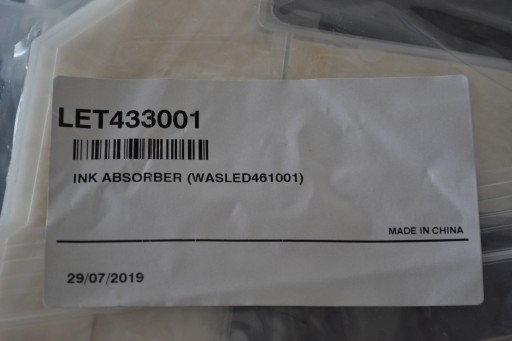 LET433001
INK ABSORBER (WASLED461001)
MADE IN CHINA
29/07/2019